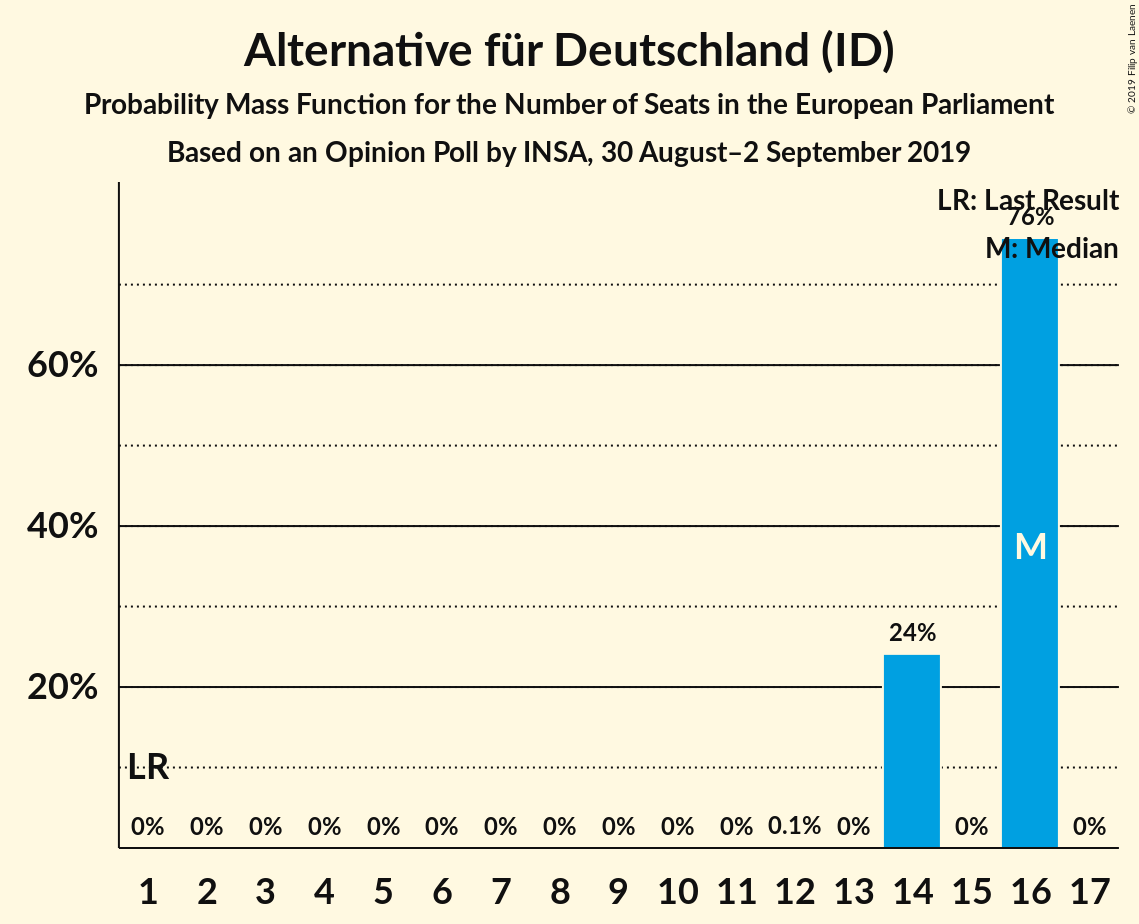 Alternative für Deutschland (ID)
Probability Mass Function for the Number of Seats in the European Parliament
Based on an Opinion Poll by INSA, 30 August–2 September 2019
© 2019 Filip van Laenen
LR: Last Result
76%
M: Median
60%
40%
M
24%
20%
LR
0% 0% 0% 0% 0% 0% 0% 0% 0% 0% 0% 0.1% 0% 0% 0%
1 2 3 4 5 6 7 8 9 10 11 12 13 14 15 16 17